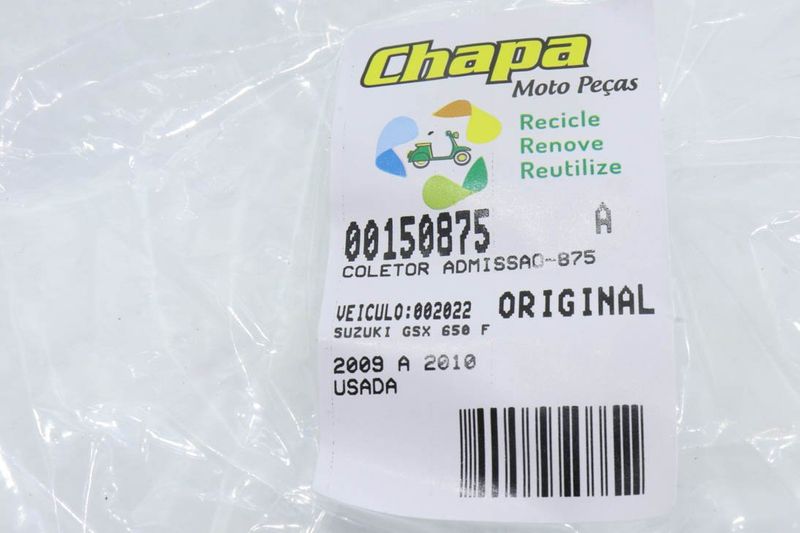 Chapa
Moto Peças
Recicle
Renove
Reutilize
00150875 A
COLETOR ADMISSAO-875
VEICULO:002022 ORIGINAL
SUZUKI GSX 650 F
2009 A 2010
USADA